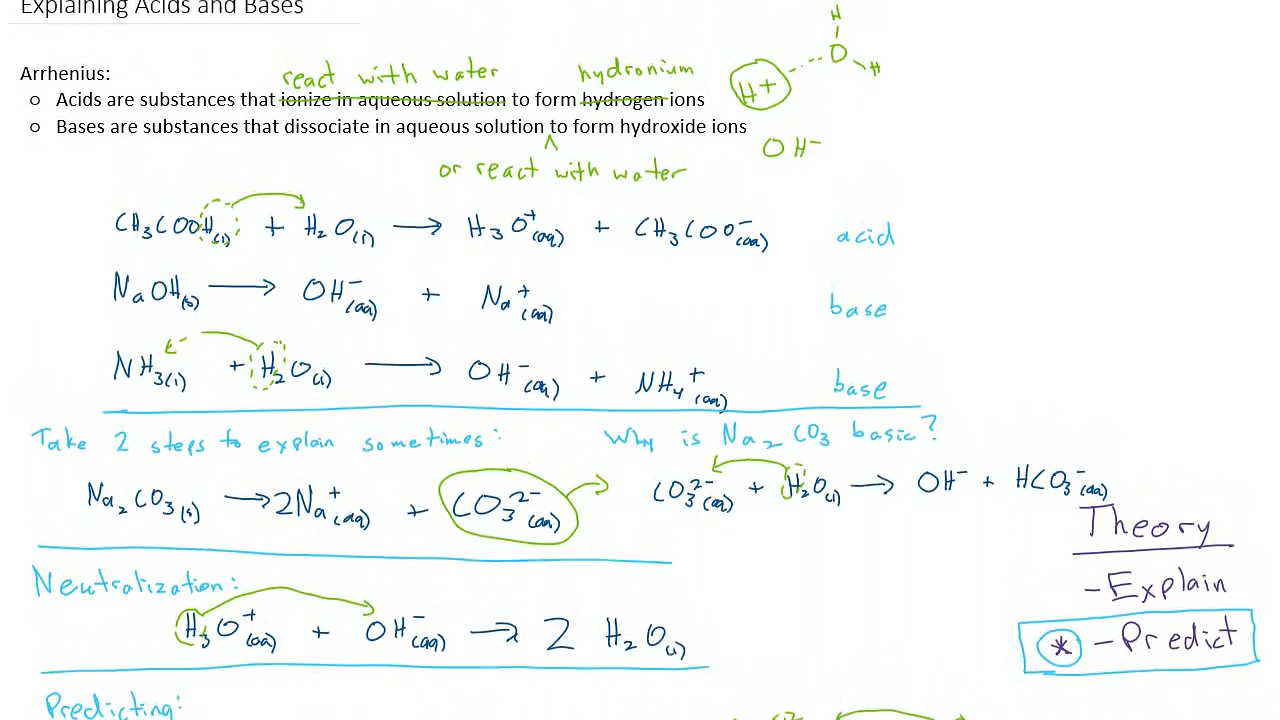 Explaining Acids and Bases
Arrhenius:
react with water hydronium
○ Acids are substances that ionize in aqueous solution to form hydrogen ions
H+ O H H
○ Bases are substances that dissociate in aqueous solution to form hydroxide ions
OH⁻
^
or react with water
CH₃COOH(l) + H₂O(l) → H₃O⁺(aq) + CH₃COO⁻(aq) acid
NaOH(s) → OH⁻(aq) + Na⁺(aq) base
NH₃(l) + H₂O(l) → OH⁻(aq) + NH₄⁺(aq) base
Take 2 steps to explain sometimes: Why is Na₂CO₃ basic?
Na₂CO₃(s) → 2Na⁺(aq) + CO₃²⁻(aq) → CO₃²⁻(aq) + H₂O(l) → OH⁻ + HCO₃⁻(aq)
Theory
- Explain
* - Predict
Neutralization:
H₃O⁺(aq) + OH⁻(aq) → 2 H₂O(l)
Predicting: